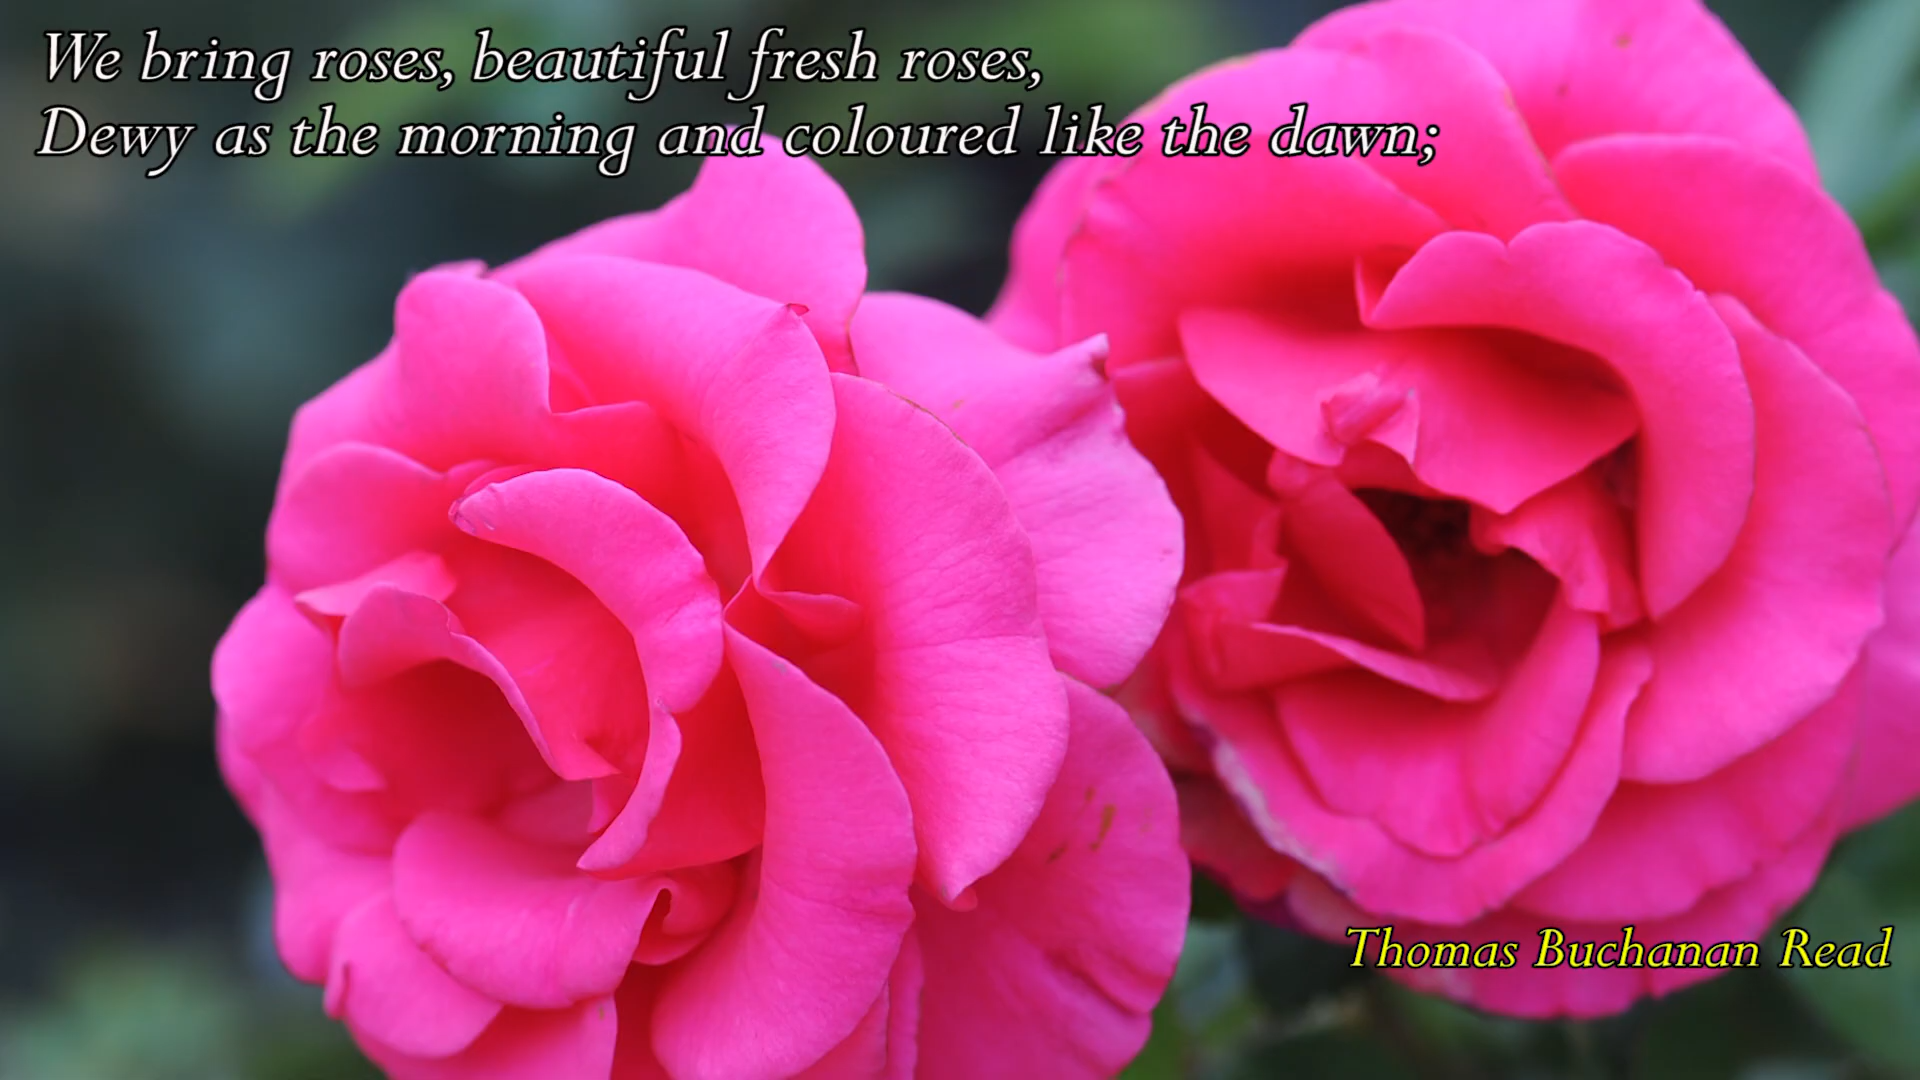 We bring roses, beautiful fresh roses,
Dewy as the morning and coloured like the dawn;
Thomas Buchanan Read